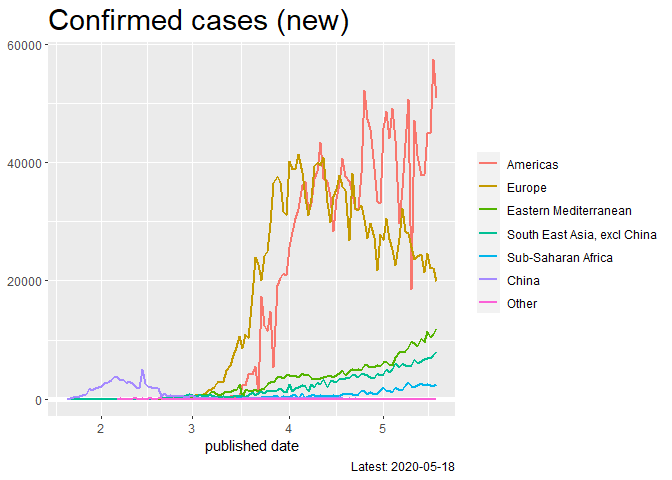 Confirmed cases (new)
60000
40000
20000
0
2 3 4 5
published date
Americas
Europe
Eastern Mediterranean
South East Asia, excl China
Sub-Saharan Africa
China
Other
Latest: 2020-05-18